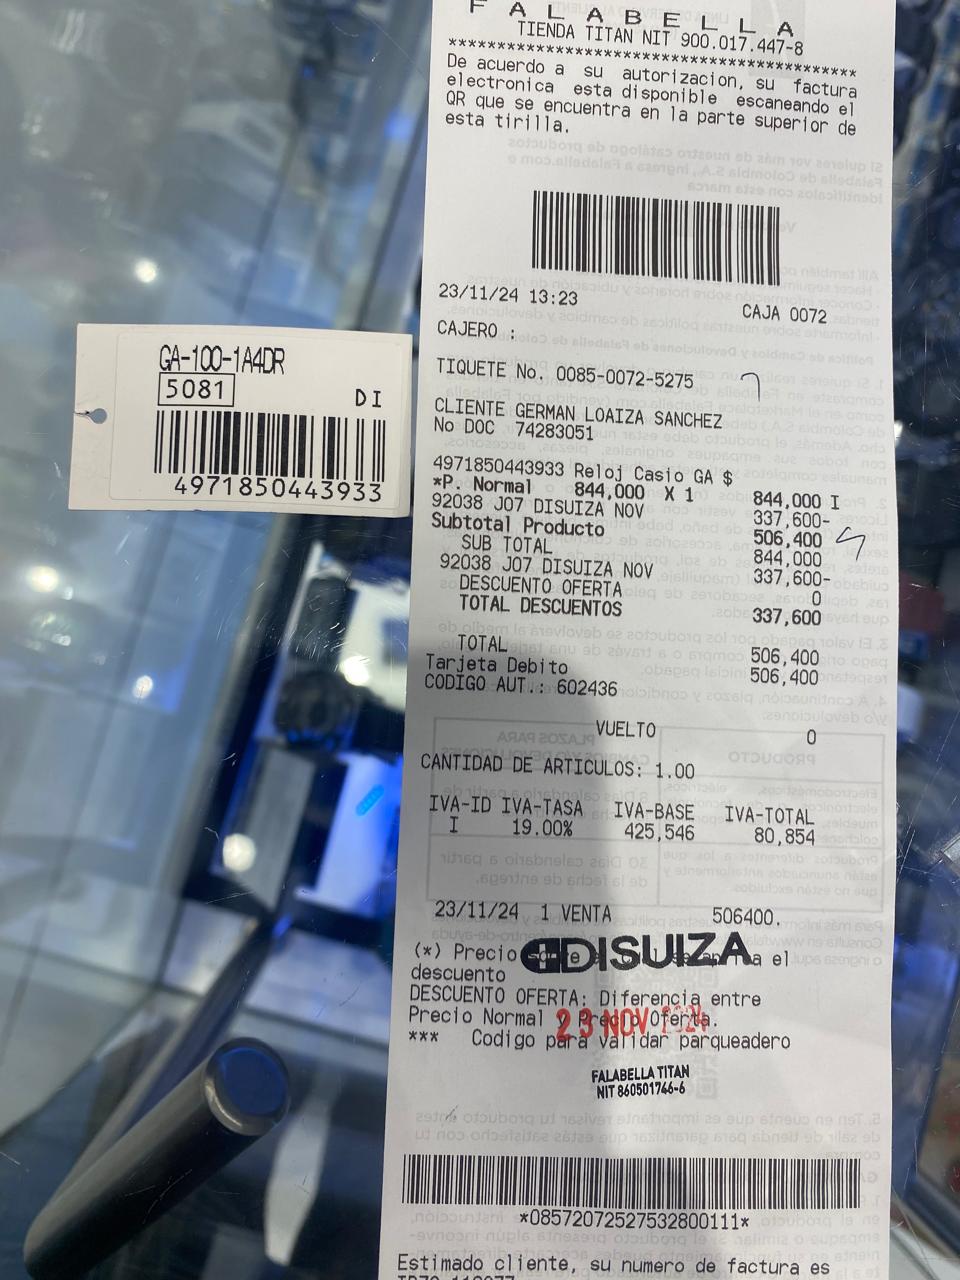 FALABELLA
TIENDA TITAN NIT 900.017.447-8
****************************************
De acuerdo a su autorizacion, su factura
electronica esta disponible escaneando el
QR que se encuentra en la parte superior de
esta tirilla.
23/11/24 13:23
CAJA 0072
CAJERO :
TIQUETE No. 0085-0072-5275
CLIENTE GERMAN LOAIZA SANCHEZ
No DOC 74283051
4971850443933 Reloj Casio GA $
*P. Normal 844,000 X 1 844,000 I
92038 J07 DISUIZA NOV 337,600-
Subtotal Producto 506,400
SUB TOTAL 844,000
92038 J07 DISUIZA NOV 337,600-
DESCUENTO OFERTA 0
TOTAL DESCUENTOS 337,600
TOTAL 506,400
Tarjeta Debito 506,400
CODIGO AUT.: 602436
VUELTO 0
CANTIDAD DE ARTICULOS: 1.00
IVA-ID IVA-TASA IVA-BASE IVA-TOTAL
I 19.00% 425,546 80,854
23/11/24 1 VENTA 506400.
(*) Precio a el
DISUIZA
descuento
DESCUENTO OFERTA: Diferencia entre
Precio Normal y Precio Oferta.
23 NOV 2024
*** Codigo para validar parqueadero
FALABELLA TITAN
NIT 860501746-6
*08572072527532800111*
Estimado cliente, su numero de factura es
GA-100-1A4DR
5081
DI
4971850443933